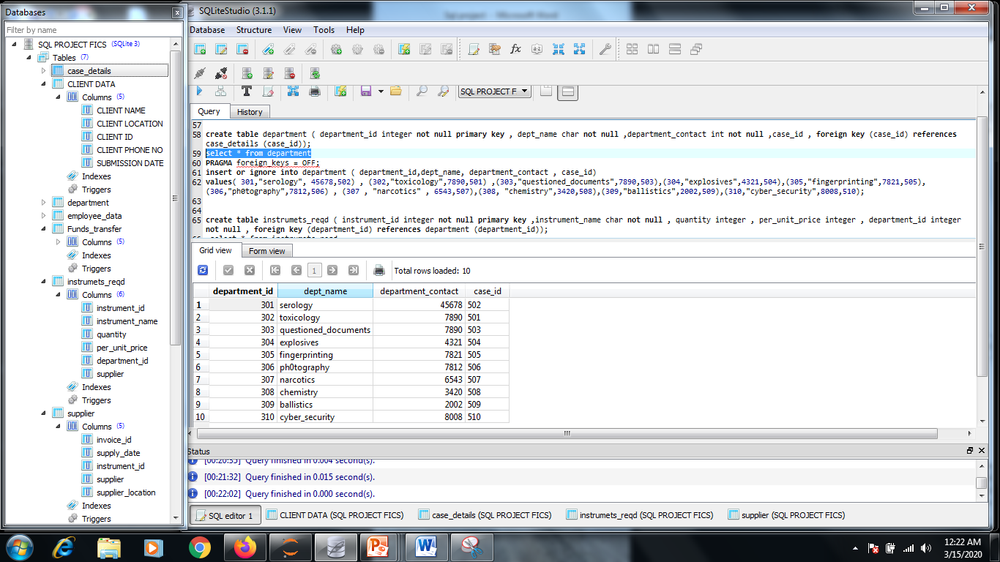 Databases
Filter by name
SQL PROJECT FICS (SQLite 3)
Tables (7)
case_details
CLIENT DATA
Columns (5)
CLIENT NAME
CLIENT LOCATION
CLIENT ID
CLIENT PHONE NO
SUBMISSION DATE
Indexes
Triggers
department
employee_data
Funds_transfer
Columns (5)
Indexes
Triggers
instrumets_reqd
Columns (6)
instrument_id
instrument_name
quantity
per_unit_price
department_id
supplier
Indexes
Triggers
supplier
Columns (5)
invoice_id
supply_date
instrument_id
supplier
supplier_location
Indexes
Triggers
SQLiteStudio (3.1.1)
Database Structure View Tools Help
SQL PROJECT F
Query History
57
58 create table department ( department_id integer not null primary key , dept_name char not null ,department_contact int not null ,case_id , foreign key (case_id) references
case_details (case_id));
59 select * from department
60 PRAGMA foreign_keys = OFF;
61 insert or ignore into department ( department_id,dept_name, department_contact , case_id)
62 values( 301,"serology", 45678,502) , (302,"toxicology",7890,501) ,(303,"questioned_documents",7890,503),(304,"explosives",4321,504),(305,"fingerprinting",7821,505),
(306,"ph0tography",7812,506) , (307 , "narcotics" , 6543,507),(308, "chemistry",3420,508),(309,"ballistics",2002,509),(310,"cyber_security",8008,510);
63
64
65 create table instrumets_reqd ( instrument_id integer not null primary key ,instrument_name char not null , quantity integer , per_unit_price integer , department_id integer
not null , foreign key (department_id) references department (department_id));
66 select * from instrumets_reqd
Grid view Form view
1 Total rows loaded: 10
department_id dept_name department_contact case_id
1 301 serology 45678 502
2 302 toxicology 7890 501
3 303 questioned_documents 7890 503
4 304 explosives 4321 504
5 305 fingerprinting 7821 505
6 306 ph0tography 7812 506
7 307 narcotics 6543 507
8 308 chemistry 3420 508
9 309 ballistics 2002 509
10 310 cyber_security 8008 510
Status
[00:20:55] Query finished in 0.004 second(s).
[00:21:32] Query finished in 0.015 second(s).
[00:22:02] Query finished in 0.000 second(s).
SQL editor 1 CLIENT DATA (SQL PROJECT FICS) case_details (SQL PROJECT FICS) instrumets_reqd (SQL PROJECT FICS) supplier (SQL PROJECT FICS)
12:22 AM
3/15/2020